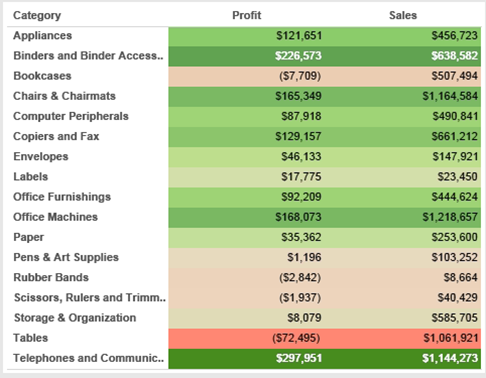 Category Profit Sales
Appliances $121,651 $456,723
Binders and Binder Access.. $226,573 $638,582
Bookcases ($7,709) $507,494
Chairs & Chairmats $165,349 $1,164,584
Computer Peripherals $87,918 $490,841
Copiers and Fax $129,157 $661,212
Envelopes $46,133 $147,921
Labels $17,775 $23,450
Office Furnishings $92,209 $444,624
Office Machines $168,073 $1,218,657
Paper $35,362 $253,600
Pens & Art Supplies $1,196 $103,252
Rubber Bands ($2,842) $8,664
Scissors, Rulers and Trimm.. ($1,937) $40,429
Storage & Organization $8,079 $585,705
Tables ($72,495) $1,061,921
Telephones and Communic.. $297,951 $1,144,273